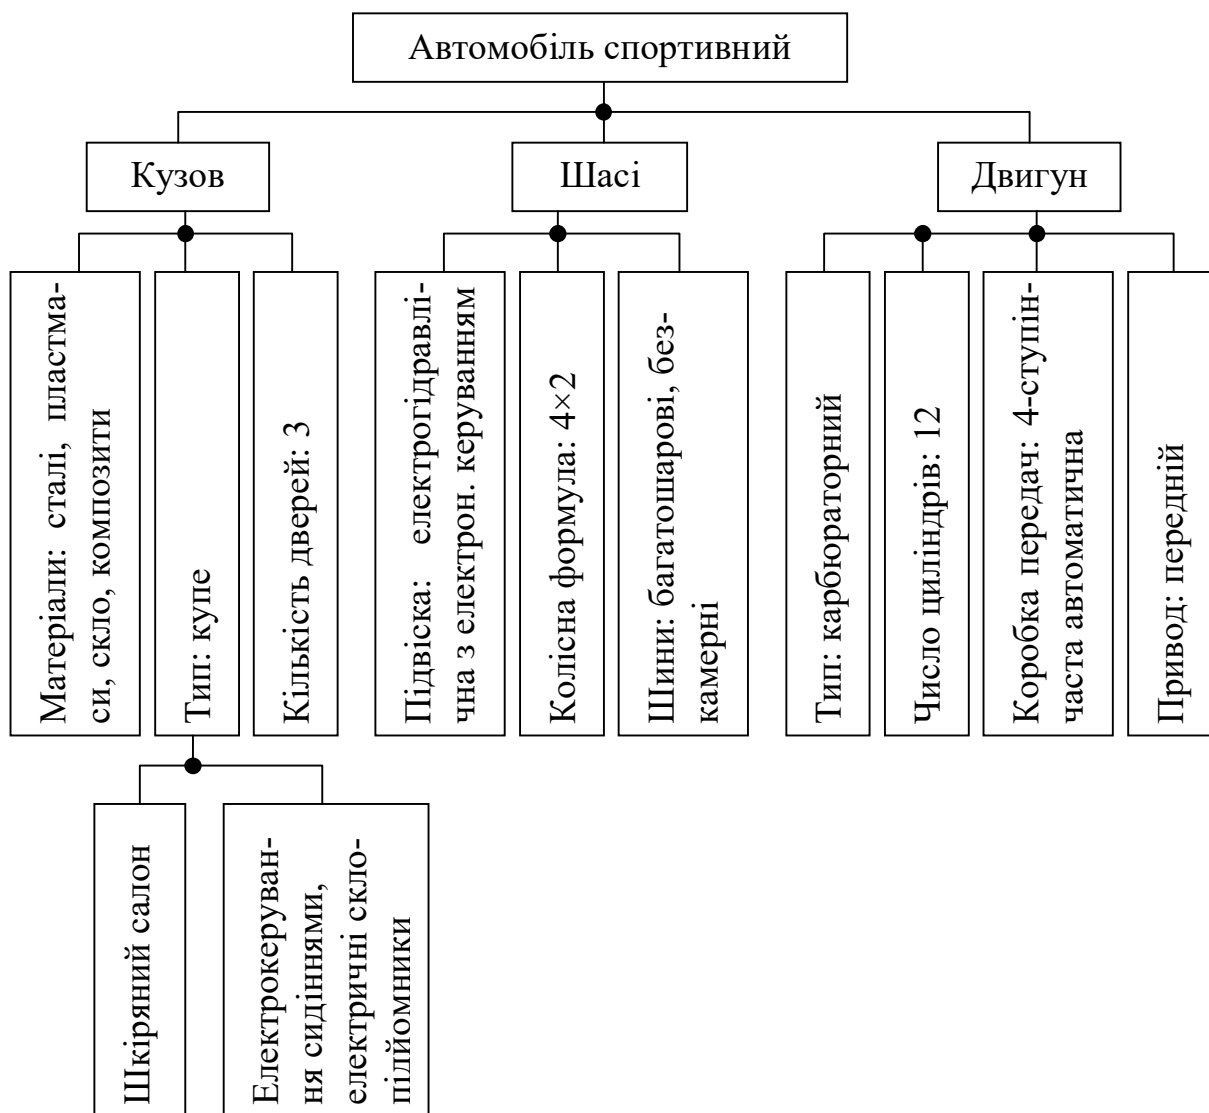 Автомобіль спортивний
Кузов
Шасі
Двигун
Матеріали: сталі, пластма-
си, скло, композити
Тип: купе
Кількість дверей: 3
Підвіска: електрогідравлі-
чна з електрон. керуванням
Колісна формула: 4×2
Шини: багатошарові, без-
камерні
Тип: карбюраторний
Число циліндрів: 12
Коробка передач: 4-ступін-
часта автоматична
Привод: передній
Шкіряний салон
Електрокеруван-
ня сидіннями,
електричні скло-
підйомники